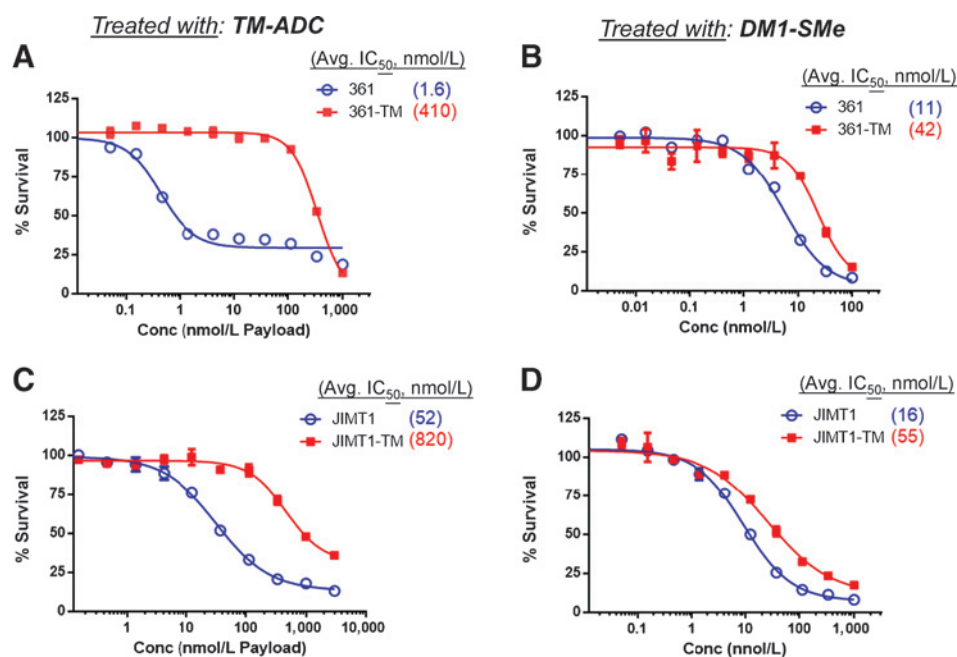 Treated with: TM-ADC
Treated with: DM1-SMe
A
(Avg. IC50, nmol/L)
361 (1.6)
361-TM (410)
125
100
75
50
25
0
% Survival
0.1 1 10 100 1,000
Conc (nmol/L Payload)
B
(Avg. IC50, nmol/L)
361 (11)
361-TM (42)
125
100
75
50
25
0
% Survival
0.01 0.1 1 10 100
Conc (nmol/L)
C
(Avg. IC50, nmol/L)
JIMT1 (52)
JIMT1-TM (820)
125
100
75
50
25
0
% Survival
1 10 100 1,000 10,000
Conc (nmol/L Payload)
D
(Avg. IC50, nmol/L)
JIMT1 (16)
JIMT1-TM (55)
125
100
75
50
25
0
% Survival
0.1 1 10 100 1,000
Conc (nmol/L)